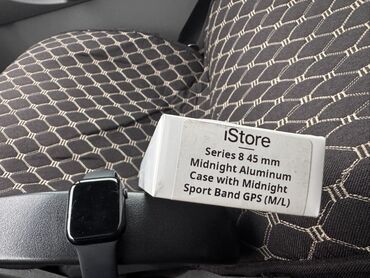 iStore
Series 8 45 mm
Midnight Aluminum
Case with Midnight
Sport Band GPS (M/L)